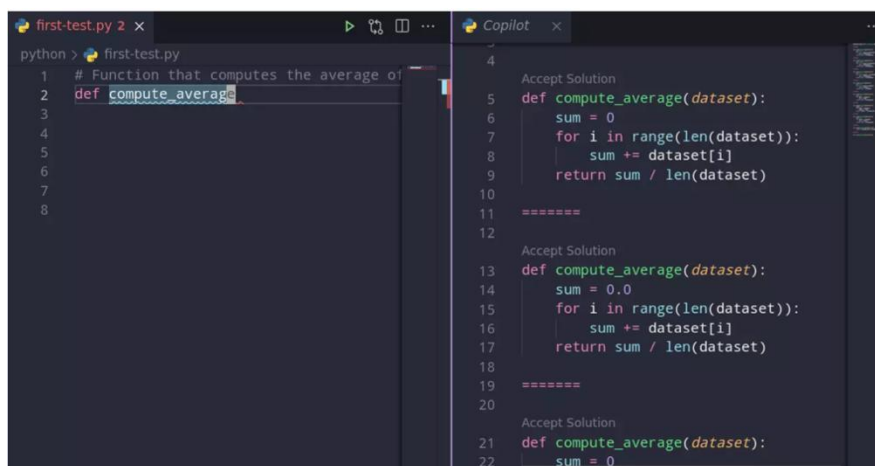 first-test.py 2 ×
python > first-test.py
1 # Function that computes the average of
2 def compute_average
3
4
5
6
7
8
Copilot ×
4
Accept Solution
5 def compute_average(dataset):
6 sum = 0
7 for i in range(len(dataset)):
8 sum += dataset[i]
9 return sum / len(dataset)
10
11 =======
12
Accept Solution
13 def compute_average(dataset):
14 sum = 0.0
15 for i in range(len(dataset)):
16 sum += dataset[i]
17 return sum / len(dataset)
18
19 =======
20
Accept Solution
21 def compute_average(dataset):
22 sum = 0